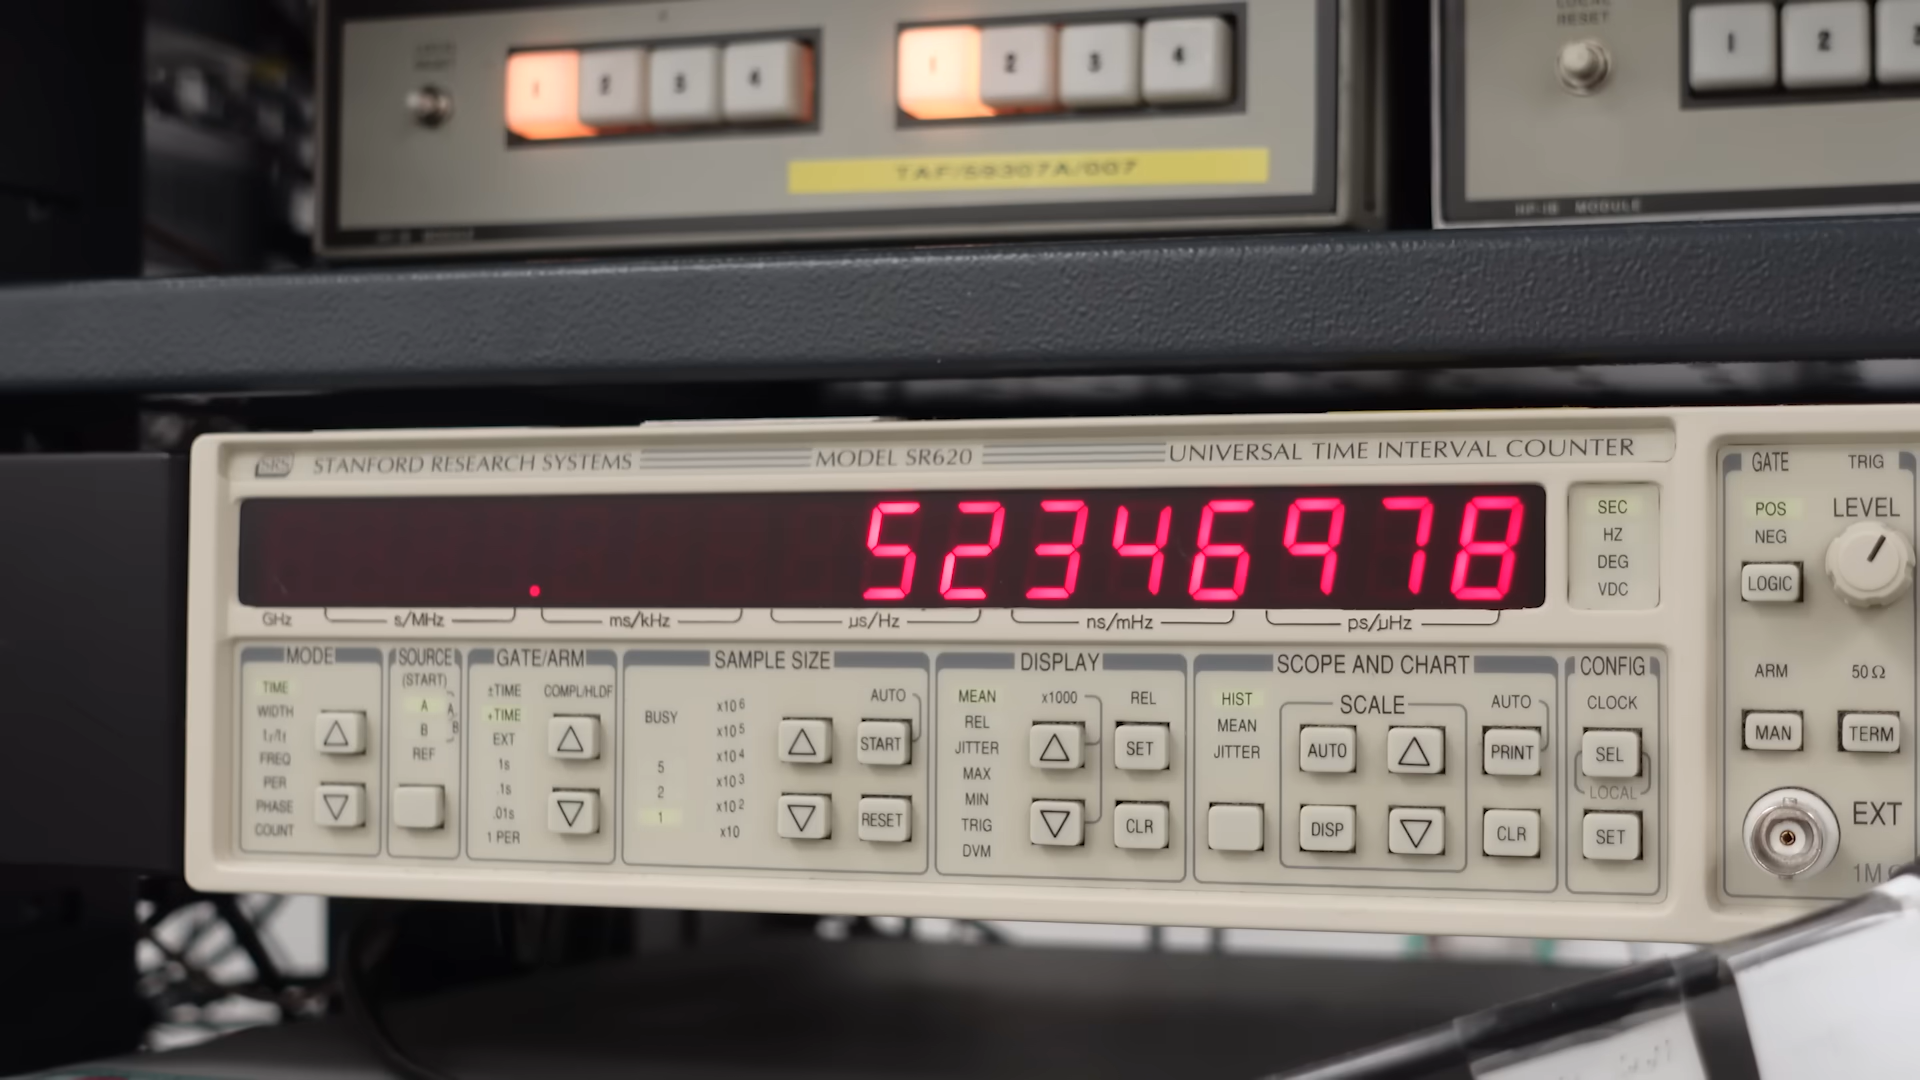 1 2 3 4
1 2 3 4
TAF/59307A/007
LOCAL
RESET
1 2 3
HP-IB MODULE
SRS STANFORD RESEARCH SYSTEMS MODEL SR620 UNIVERSAL TIME INTERVAL COUNTER
. 52346978
GHz s/MHz ms/kHz µs/Hz ns/mHz ps/µHz
SEC
HZ
DEG
VDC
MODE
TIME
WIDTH
tr/tf
FREQ
PER
PHASE
COUNT
SOURCE
(START)
A
B
REF
A
B
GATE/ARM
±TIME
+TIME
EXT
1s
.1s
.01s
1 PER
COMPL/HLDF
SAMPLE SIZE
BUSY
5
2
1
x10 6
x10 5
x10 4
x10 3
x10 2
x10
AUTO
START
RESET
DISPLAY
MEAN
REL
JITTER
MAX
MIN
TRIG
DVM
x1000
REL
SET
CLR
SCOPE AND CHART
HIST
MEAN
JITTER
SCALE
AUTO
DISP
AUTO
PRINT
CLR
CONFIG
CLOCK
SEL
LOCAL
SET
GATE
POS
NEG
LOGIC
ARM
MAN
TRIG
LEVEL
50Ω
TERM
EXT
1M